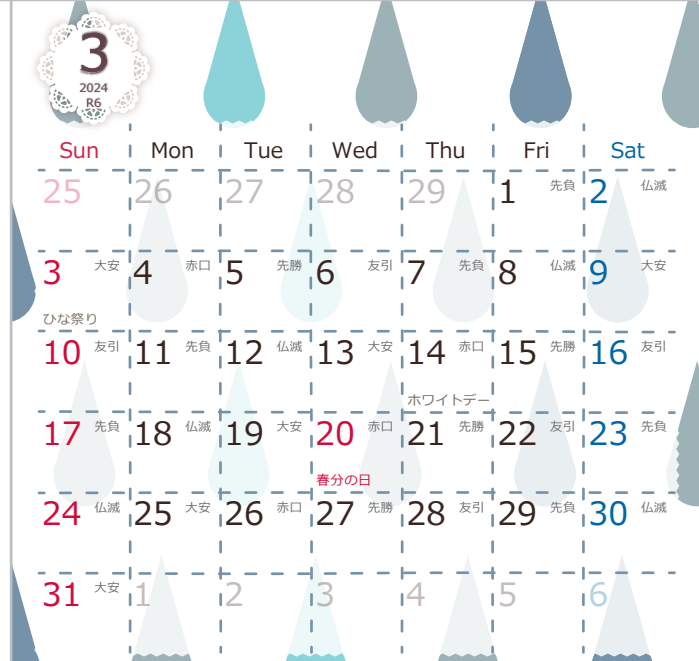 3
2024
R6
Sun Mon Tue Wed Thu Fri Sat
25 26 27 28 29 1 先負 2 仏滅
3 大安 4 赤口 5 先勝 6 友引 7 先負 8 仏滅 9 大安
ひな祭り
10 友引 11 先負 12 仏滅 13 大安 14 赤口 15 先勝 16 友引
ホワイトデー
17 先負 18 仏滅 19 大安 20 赤口 21 先勝 22 友引 23 先負
春分の日
24 仏滅 25 大安 26 赤口 27 先勝 28 友引 29 先負 30 仏滅
31 大安 1 2 3 4 5 6